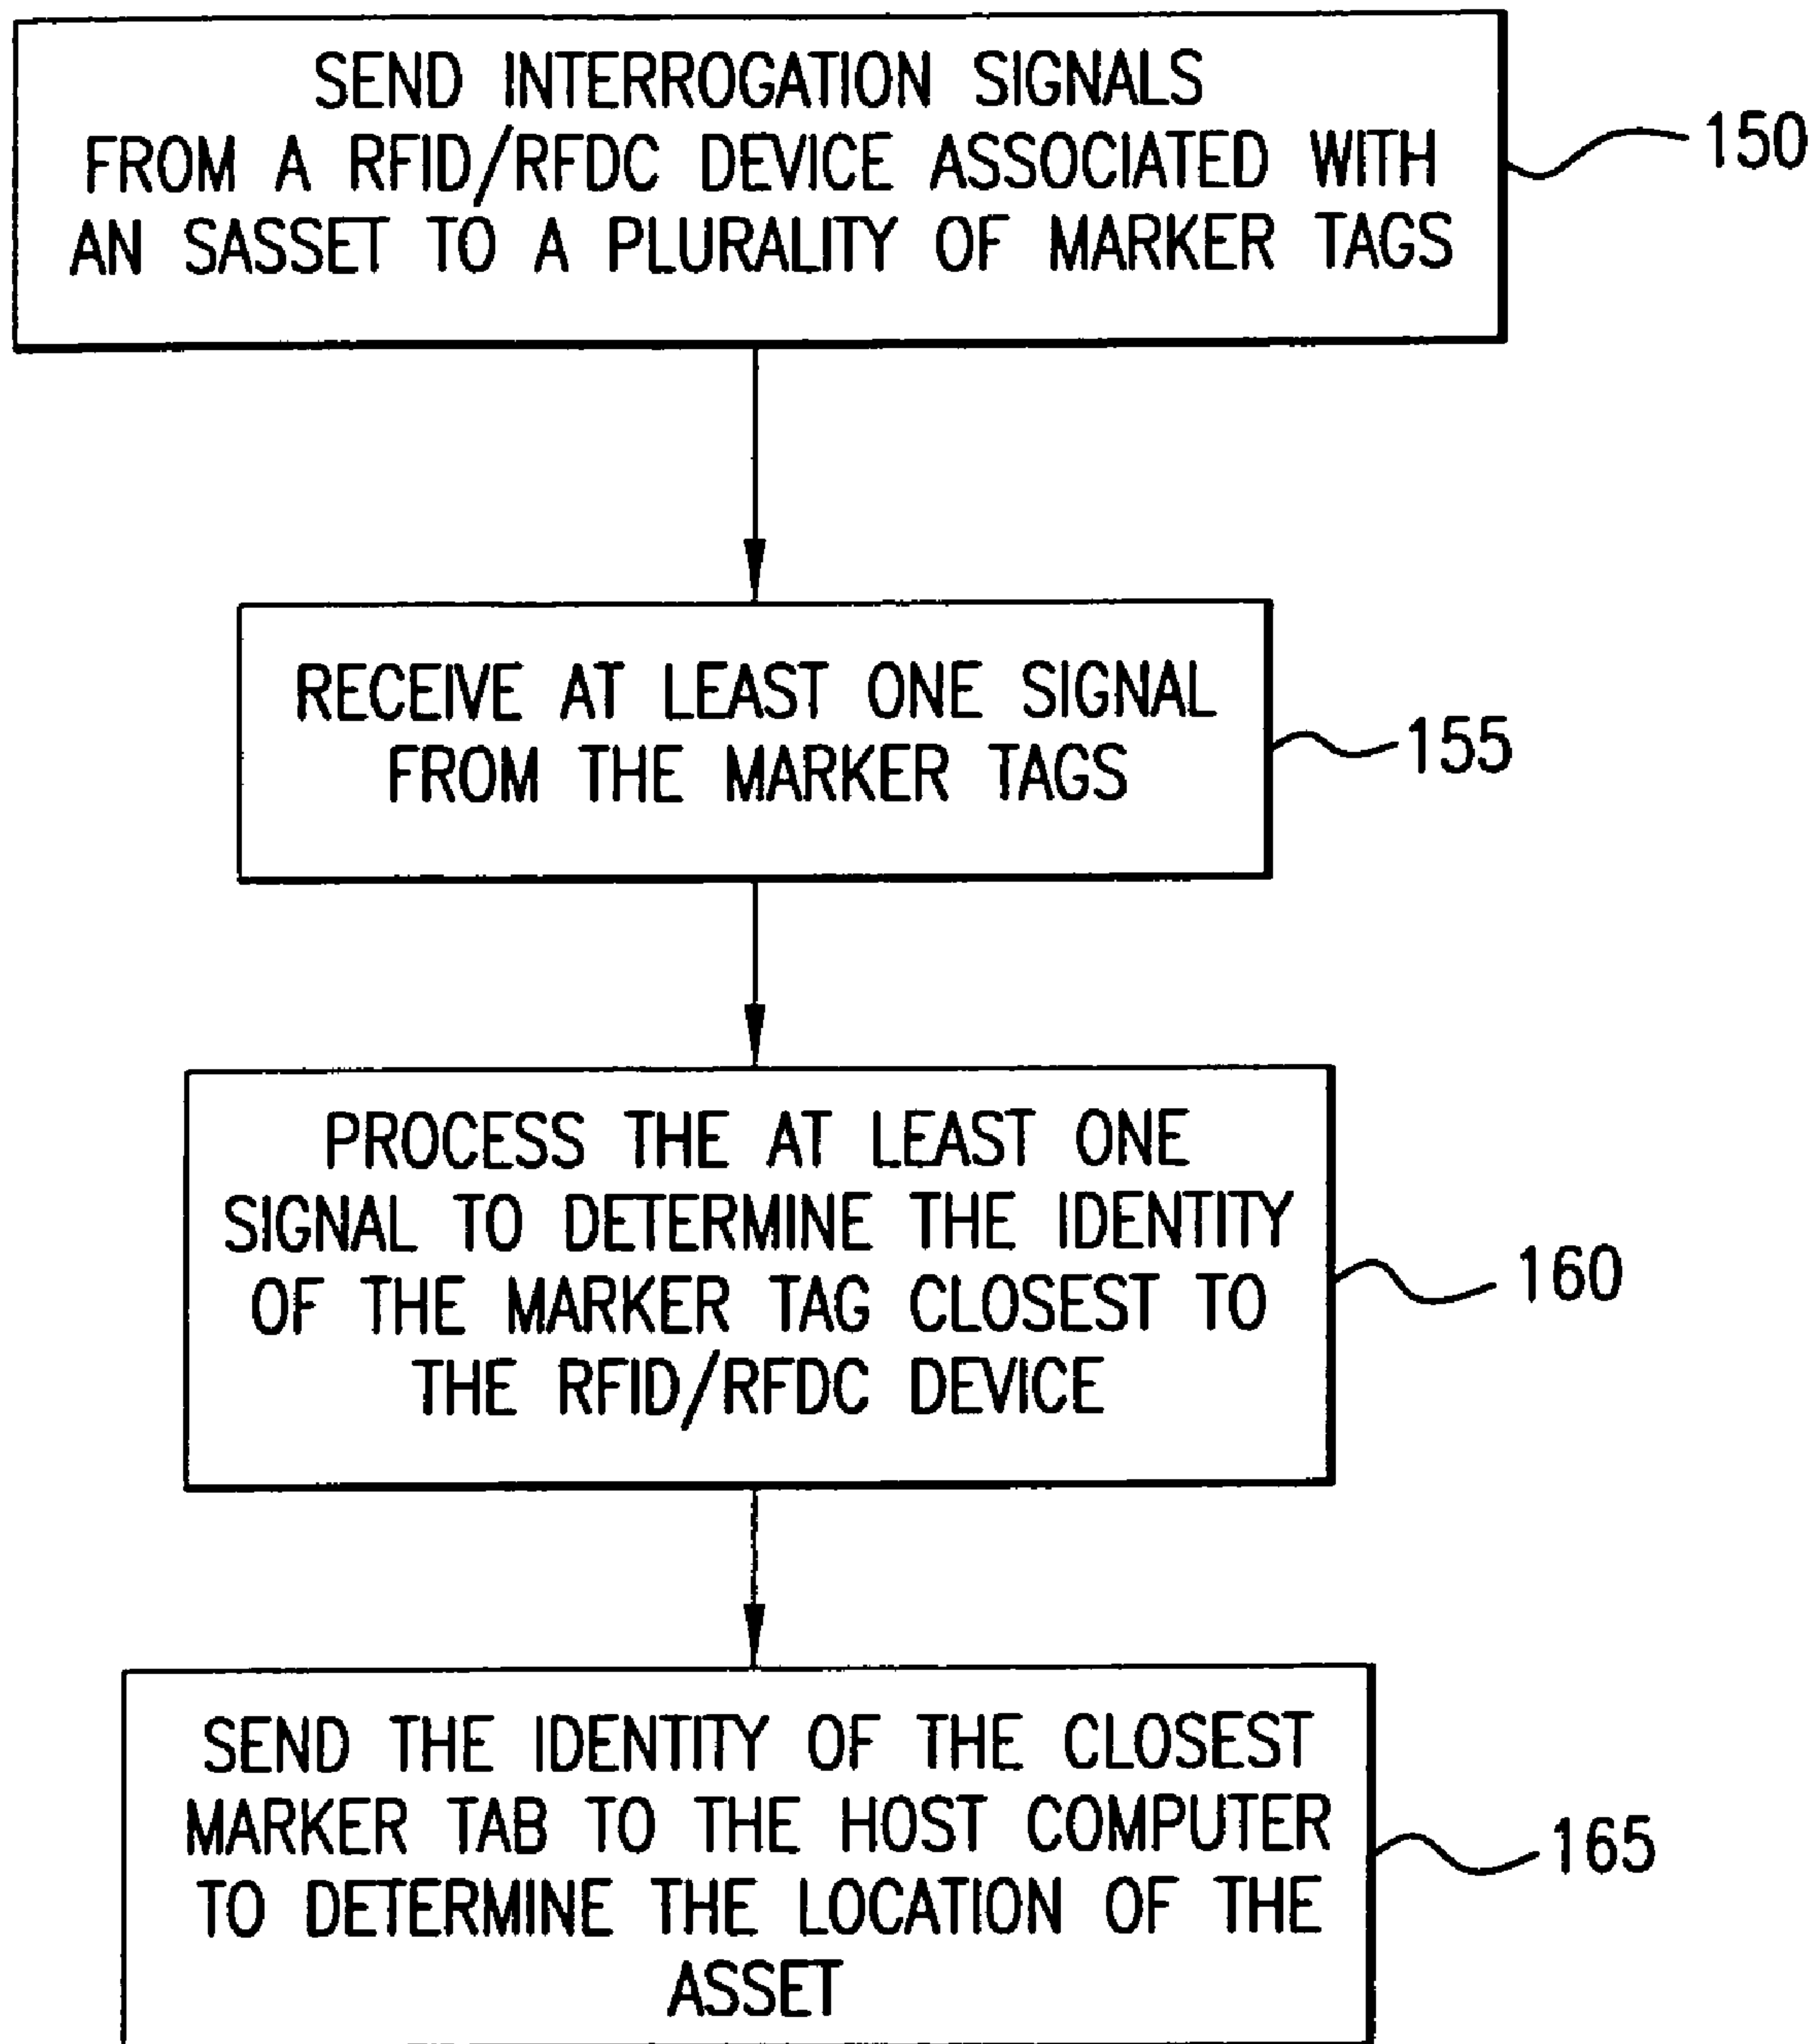 SEND INTERROGATION SIGNALS
FROM A RFID/RFDC DEVICE ASSOCIATED WITH
AN SASSET TO A PLURALITY OF MARKER TAGS
150
RECEIVE AT LEAST ONE SIGNAL
FROM THE MARKER TAGS
155
PROCESS THE AT LEAST ONE
SIGNAL TO DETERMINE THE IDENTITY
OF THE MARKER TAG CLOSEST TO
THE RFID/RFDC DEVICE
160
SEND THE IDENTITY OF THE CLOSEST
MARKER TAB TO THE HOST COMPUTER
TO DETERMINE THE LOCATION OF THE
ASSET
165